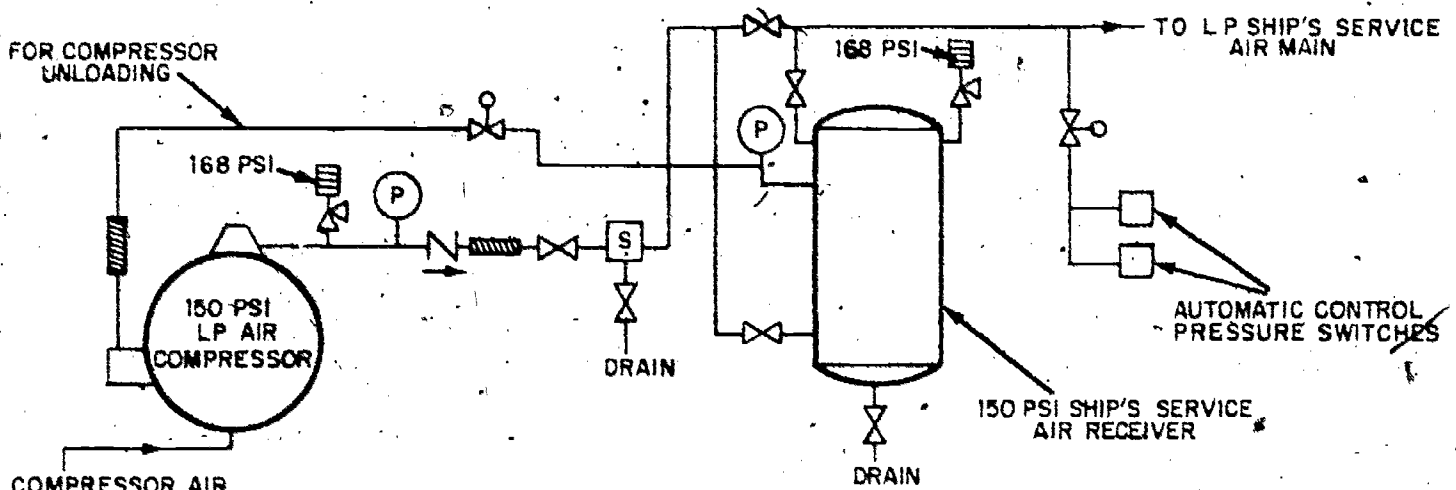 FOR COMPRESSOR
UNLOADING
168 PSI
P
150 PSI
LP AIR
COMPRESSOR
COMPRESSOR AIR
S
DRAIN
P
168 PSI
TO LP SHIP'S SERVICE
AIR MAIN
AUTOMATIC CONTROL
PRESSURE SWITCHES
150 PSI SHIP'S SERVICE
AIR RECEIVER
DRAIN